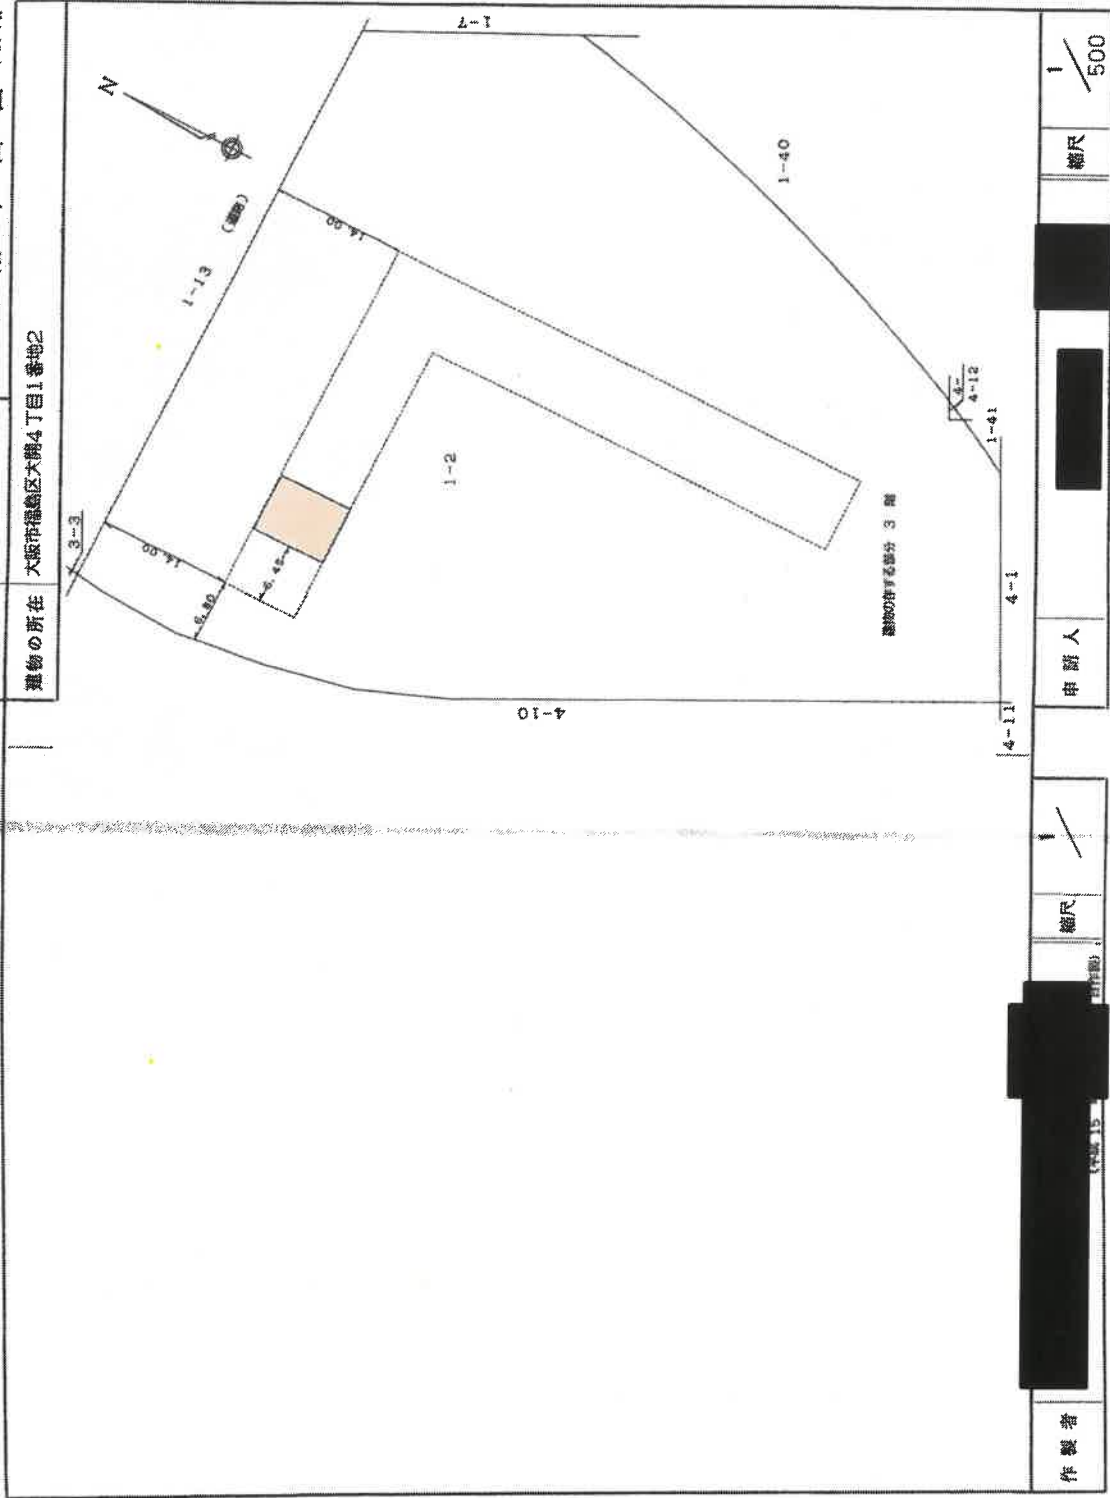 建物の所在 大阪市福島区大開4丁目1番地2
N
3-3
1-13
(道路)
1-7
14.00
14.00
6.80
6.48
1-2
1-40
4-10
建物の存する部分 3 階
4-
4-12
1-41
4-1
4-11
作製者
縮尺 1/
申請人
縮尺 1/500